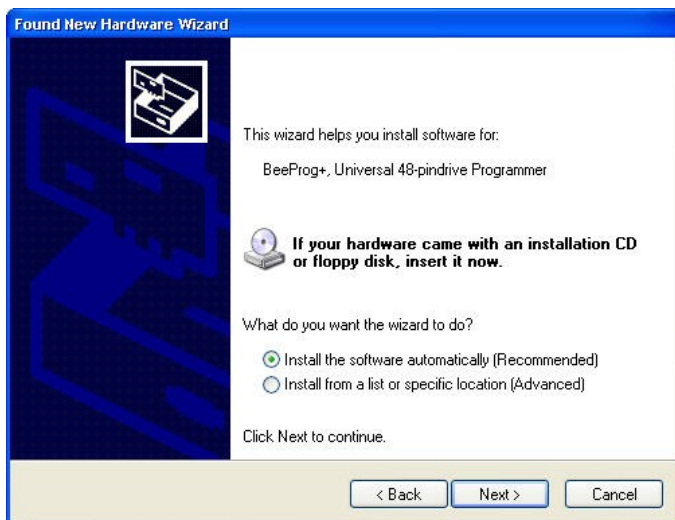 Found New Hardware Wizard
This wizard helps you install software for:
BeeProg+, Universal 48-pindrive Programmer
If your hardware came with an installation CD
or floppy disk, insert it now.
What do you want the wizard to do?
Install the software automatically (Recommended)
Install from a list or specific location (Advanced)
Click Next to continue.
< Back Next > Cancel